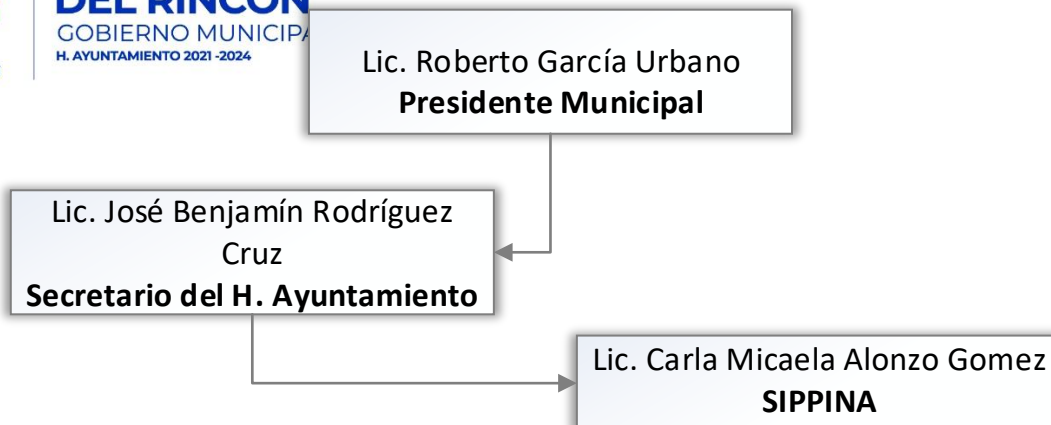 DEL RINCÓN
GOBIERNO MUNICIPA
H. AYUNTAMIENTO 2021 -2024
Lic. Roberto García Urbano
Presidente Municipal
Lic. José Benjamín Rodríguez
Cruz
Secretario del H. Ayuntamiento
Lic. Carla Micaela Alonzo Gomez
SIPPINA